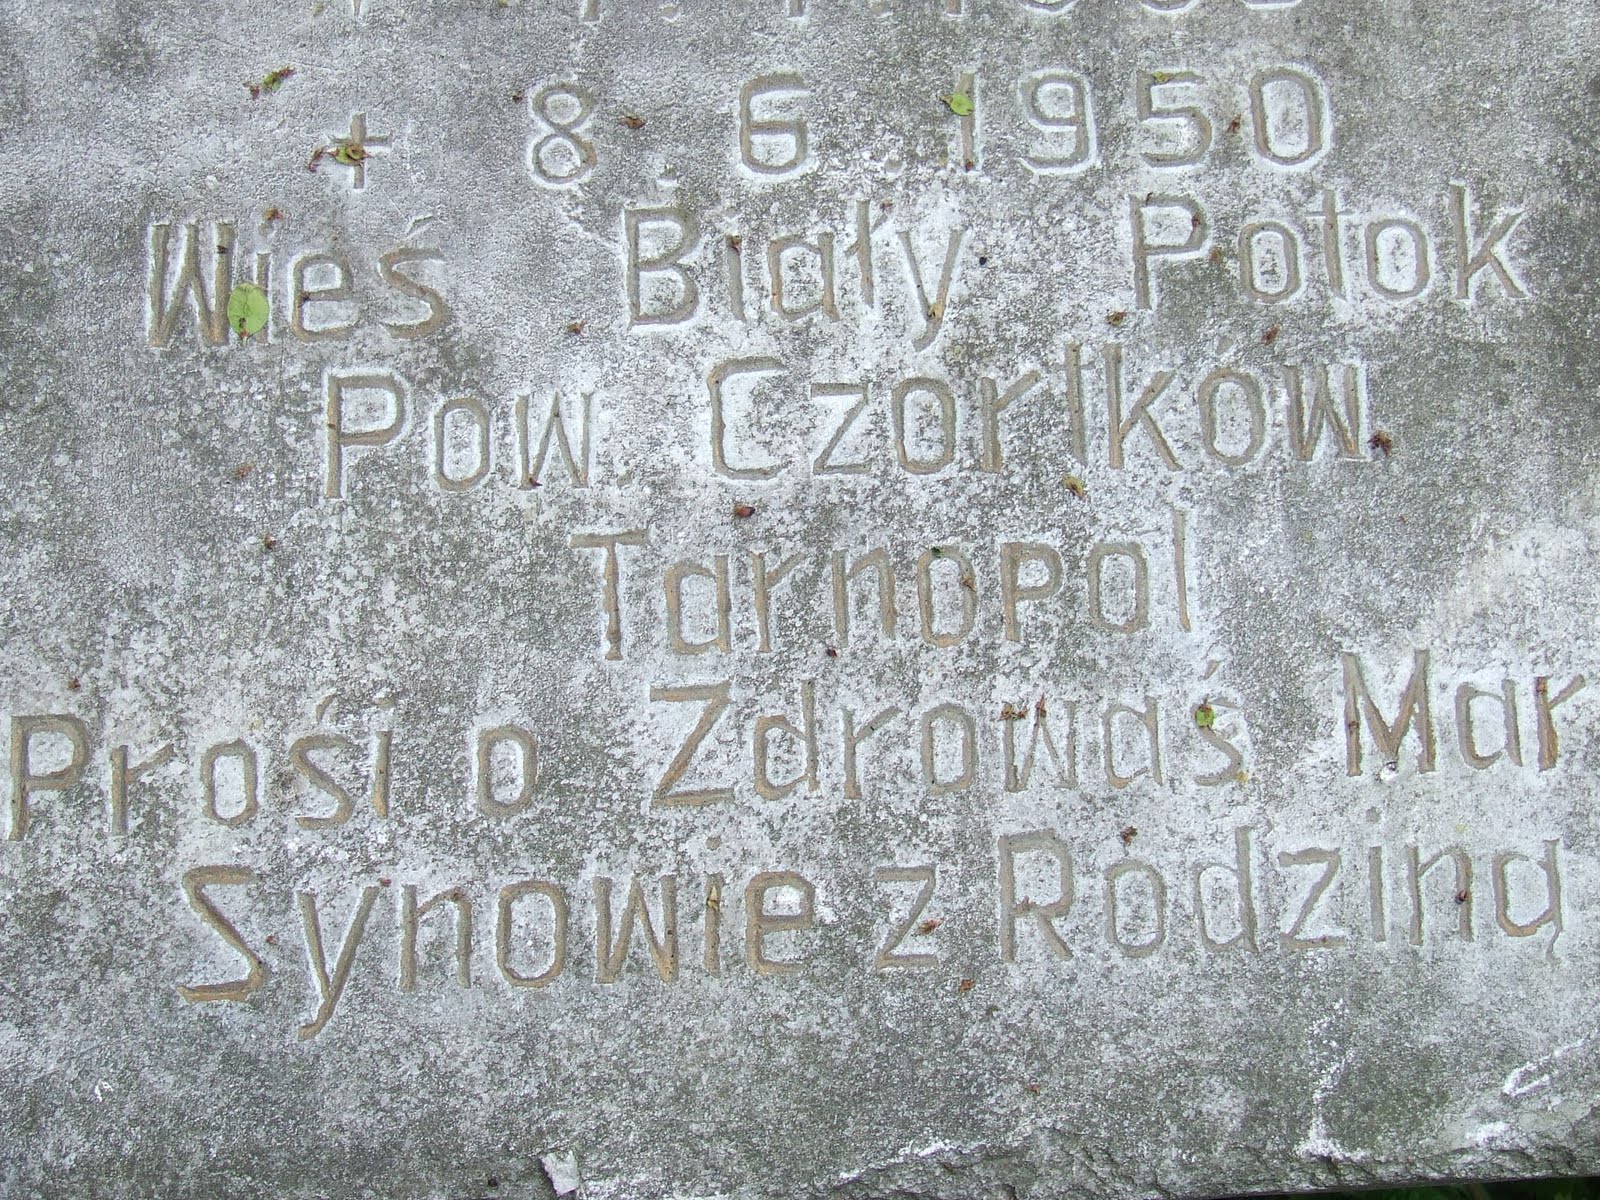 + 8.6.1950
Wieś Biały Potok
Pow. Czortków
Tarnopol
Prosi o Zdrowaś Mar
Synowie z Rodziną